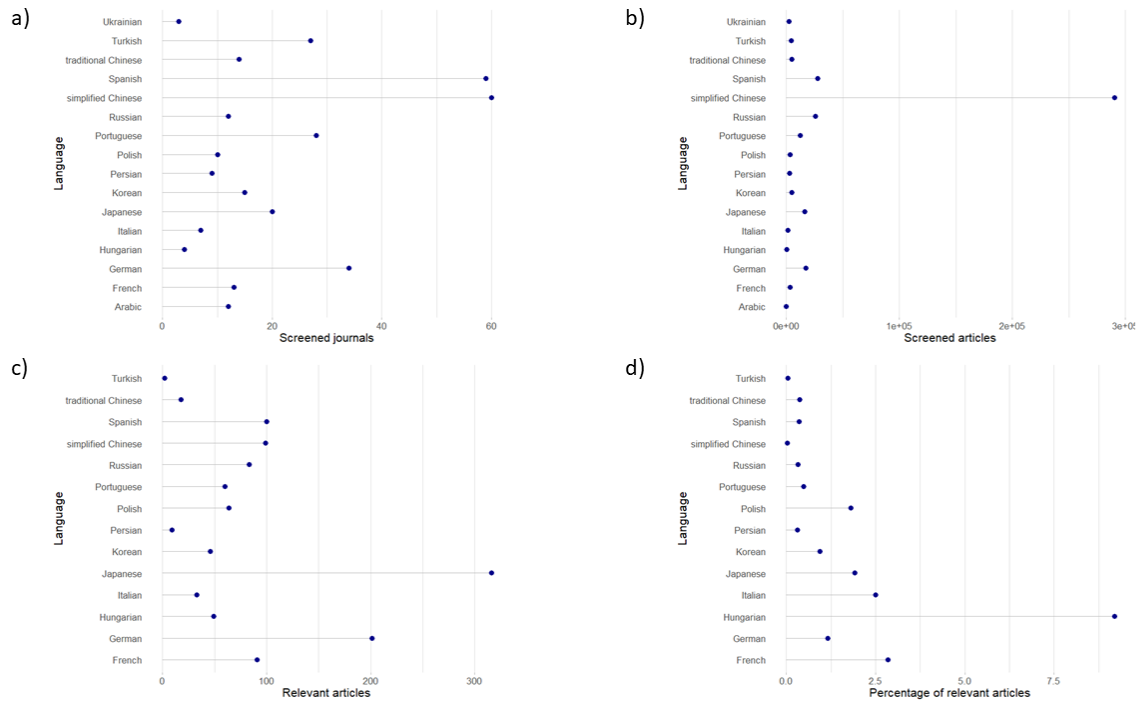 a)
Ukrainian
Turkish
traditional Chinese
Spanish
simplified Chinese
Russian
Portuguese
Polish
Persian
Korean
Japanese
Italian
Hungarian
German
French
Arabic
Language
0 20 40 60
Screened journals
b)
Ukrainian
Turkish
traditional Chinese
Spanish
simplified Chinese
Russian
Portuguese
Polish
Persian
Korean
Japanese
Italian
Hungarian
German
French
Arabic
Language
0e+00 1e+05 2e+05 3e+0
Screened articles
c)
Turkish
traditional Chinese
Spanish
simplified Chinese
Russian
Portuguese
Polish
Persian
Korean
Japanese
Italian
Hungarian
German
French
Language
0 100 200 300
Relevant articles
d)
Turkish
traditional Chinese
Spanish
simplified Chinese
Russian
Portuguese
Polish
Persian
Korean
Japanese
Italian
Hungarian
German
French
Language
0.0 2.5 5.0 7.5
Percentage of relevant articles